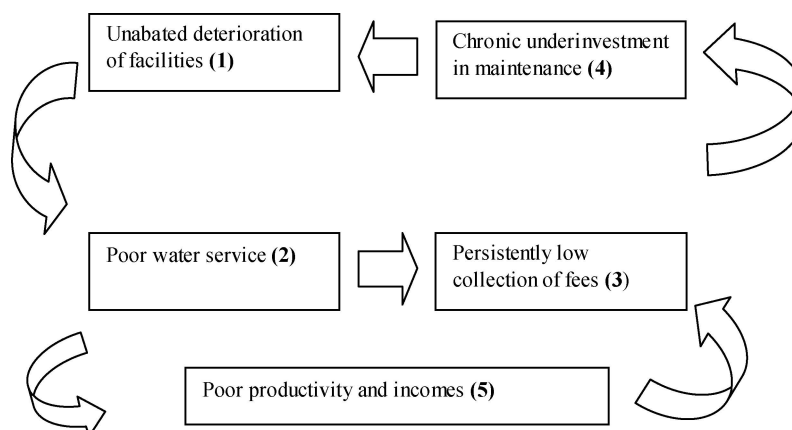 Unabated deterioration
of facilities (1)
Chronic underinvestment
in maintenance (4)
Poor water service (2)
Persistently low
collection of fees (3)
Poor productivity and incomes (5)